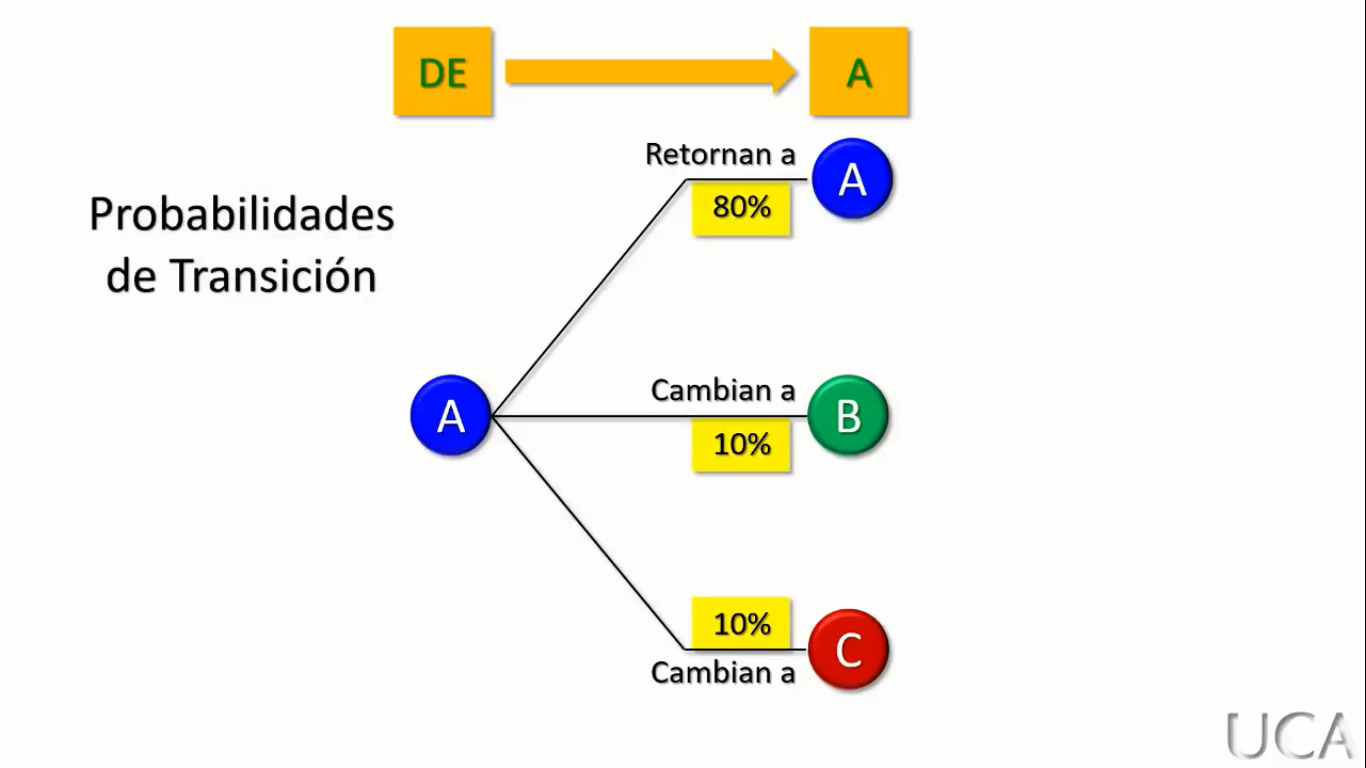 DE
A
Retornan a
A
80%
Probabilidades
de Transición
Cambian a
A
B
10%
10%
C
Cambian a
UCA